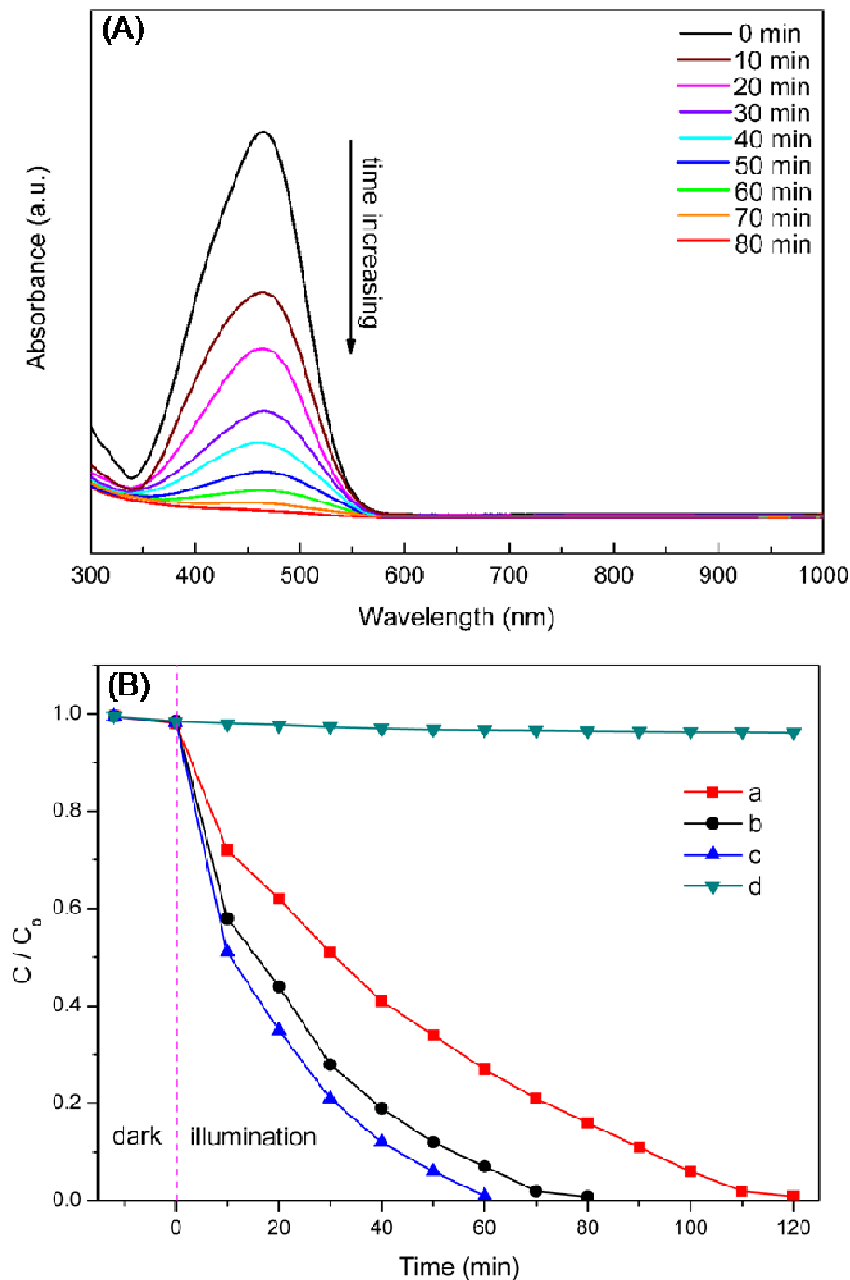 (A)
0 min
10 min
20 min
30 min
40 min
50 min
60 min
70 min
80 min
time increasing
Absorbance (a.u.)
300 400 500 600 700 800 900 1000
Wavelength (nm)
(B)
1.0
0.8
0.6
0.4
0.2
0.0
a
b
c
d
C / C₀
dark illumination
0 20 40 60 80 100 120
Time (min)